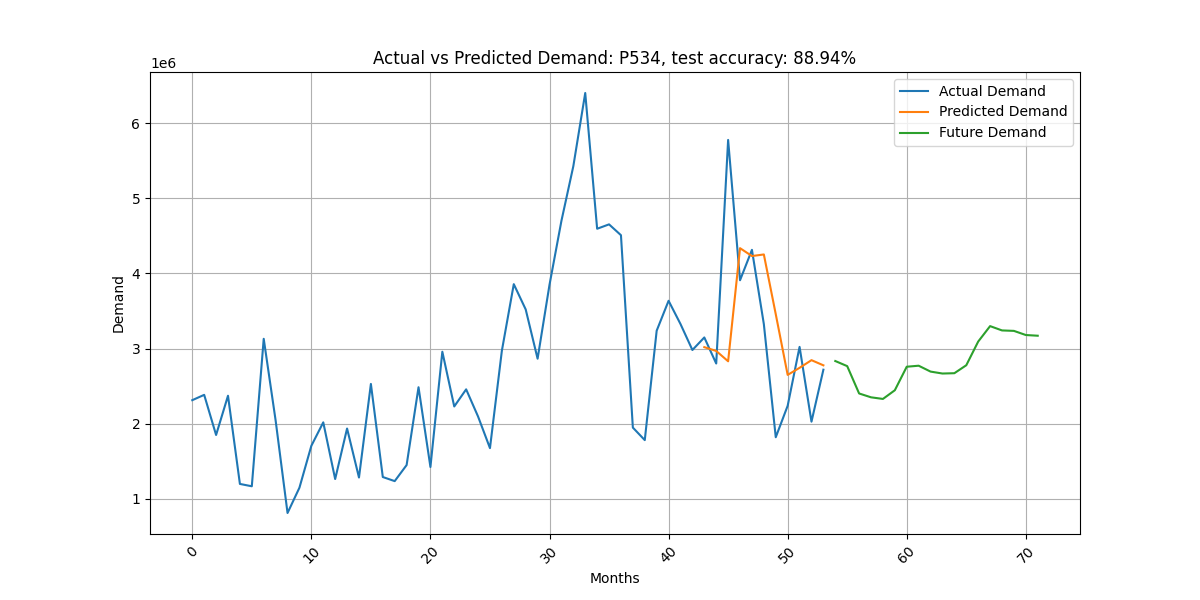 Actual vs Predicted Demand: P534, test accuracy: 88.94%
1e6
Actual Demand
Predicted Demand
Future Demand
6
5
4
3
2
1
Demand
0
10
20
30
40
50
60
70
Months